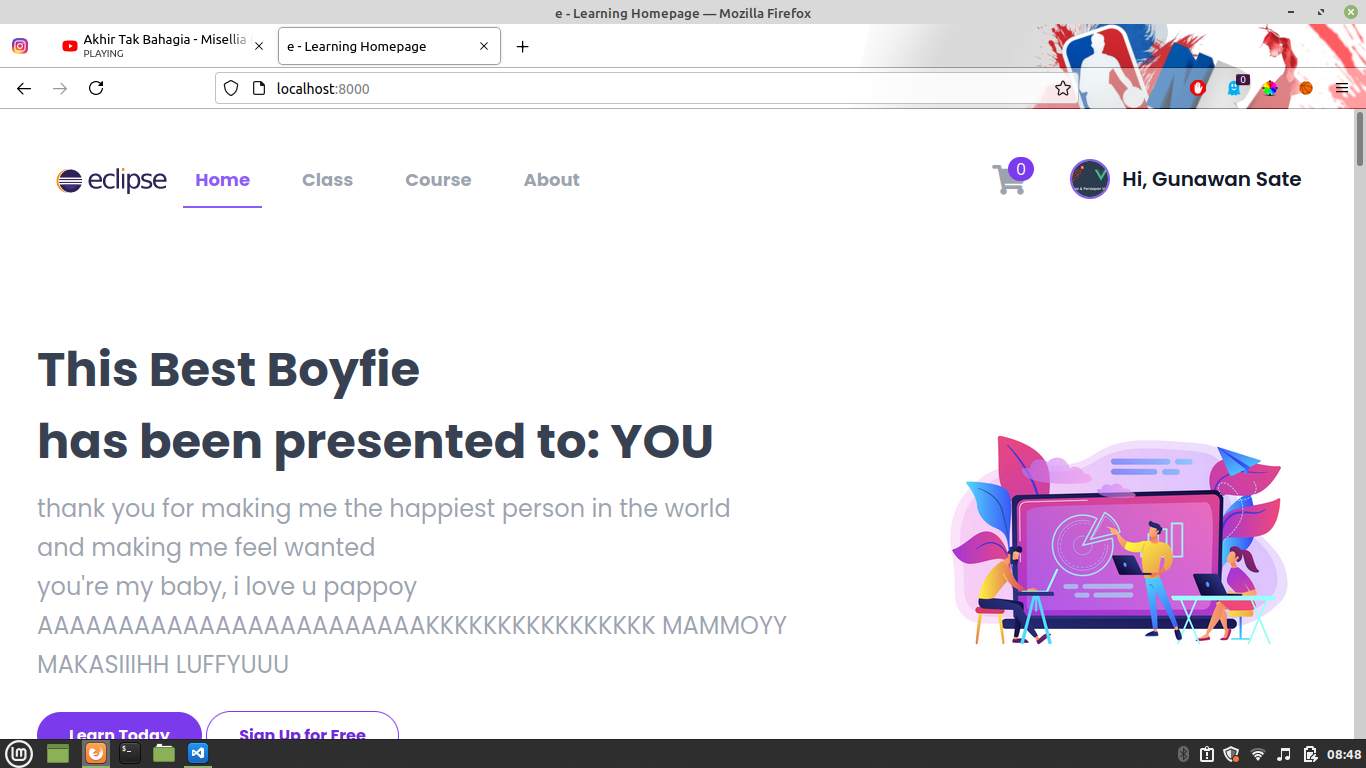 e - Learning Homepage — Mozilla Firefox
Akhir Tak Bahagia - Misellia
PLAYING
e - Learning Homepage
localhost:8000
0
eclipse
Home
Class
Course
About
0
Hi, Gunawan Sate
This Best Boyfie
has been presented to: YOU
thank you for making me the happiest person in the world
and making me feel wanted
you're my baby, i love u pappoy
AAAAAAAAAAAAAAAAAAAAAAAAKKKKKKKKKKKKKKKK MAMMOYY
MAKASIIIHH LUFFYUUU
Learn Today
Sign Up for Free
08:48